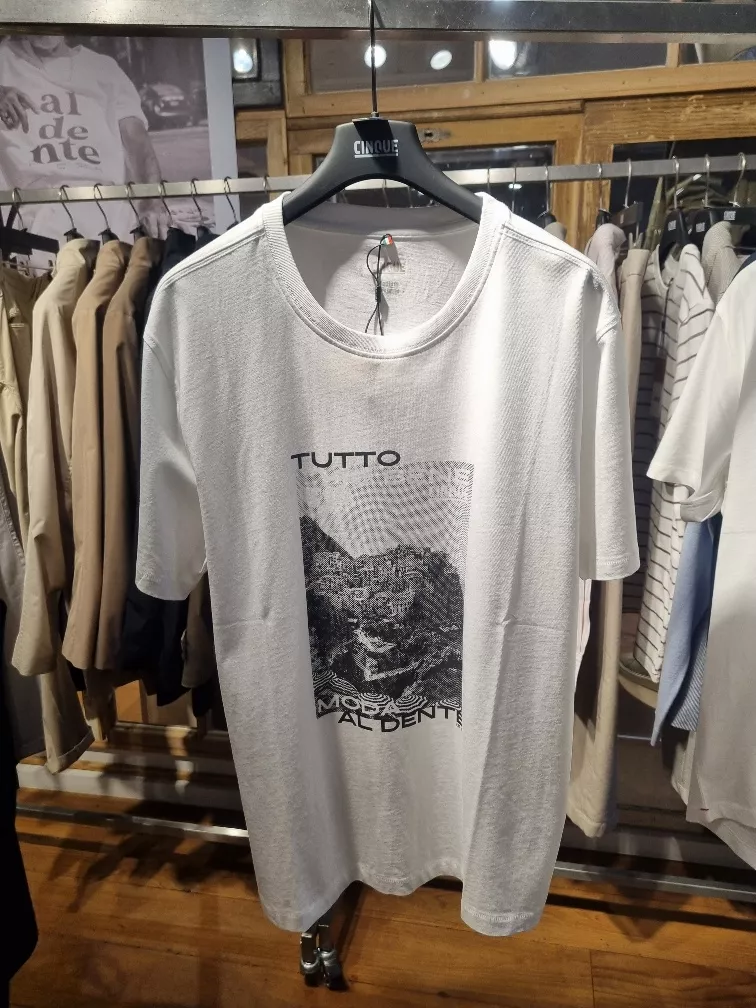 al
de
nte
CINQUE
TUTTO
MODA
AL DENTE